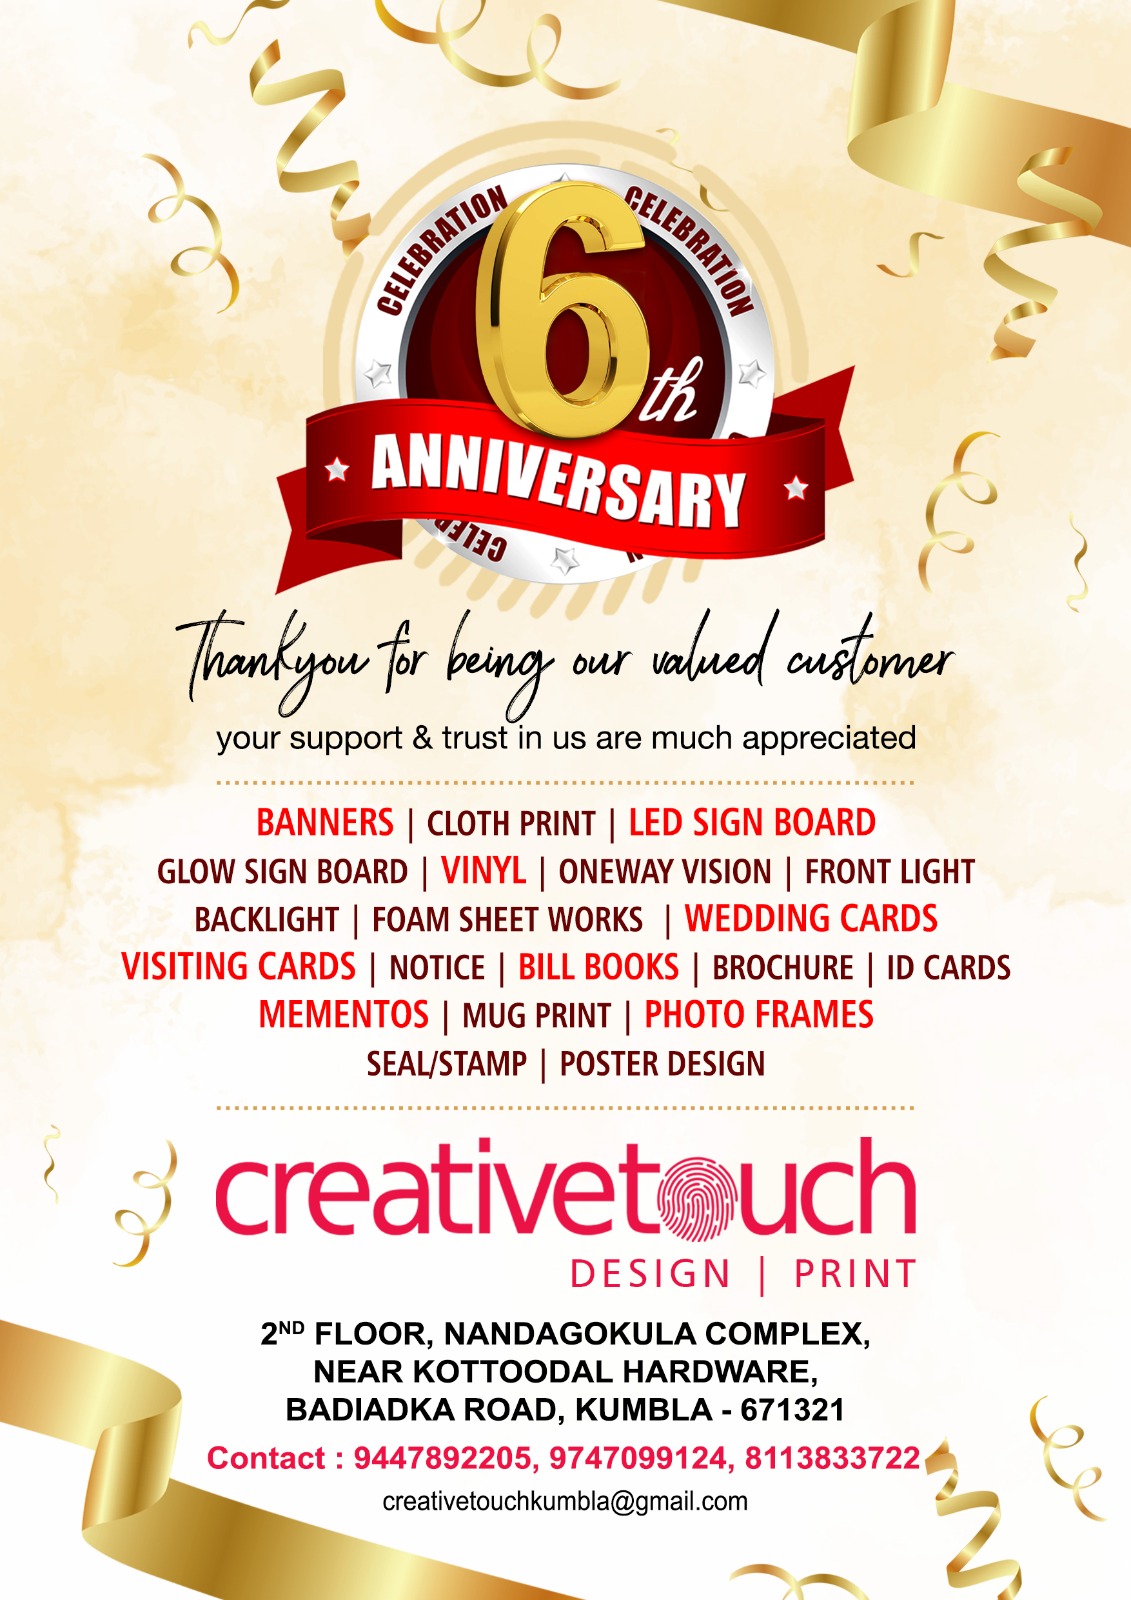 CELEBRATION
CELEBRATION
6th
ANNIVERSARY
Thankyou for being our valued customer
your support & trust in us are much appreciated
BANNERS | CLOTH PRINT | LED SIGN BOARD
GLOW SIGN BOARD | VINYL | ONEWAY VISION | FRONT LIGHT
BACKLIGHT | FOAM SHEET WORKS | WEDDING CARDS
VISITING CARDS | NOTICE | BILL BOOKS | BROCHURE | ID CARDS
MEMENTOS | MUG PRINT | PHOTO FRAMES
SEAL/STAMP | POSTER DESIGN
creativetouch
DESIGN | PRINT
2ND FLOOR, NANDAGOKULA COMPLEX,
NEAR KOTTOODAL HARDWARE,
BADIADKA ROAD, KUMBLA - 671321
Contact : 9447892205, 9747099124, 8113833722
creativetouchkumbla@gmail.com